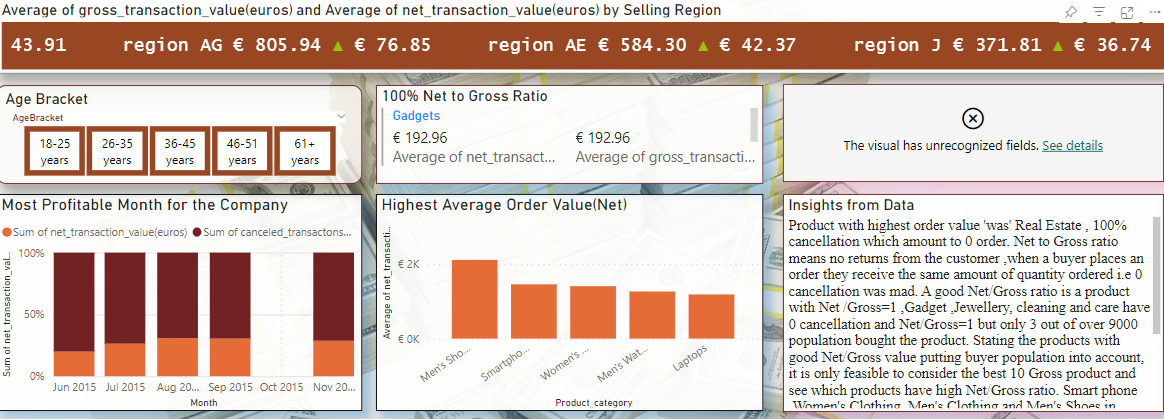 Average of gross_transaction_value(euros) and Average of net_transaction_value(euros) by Selling Region
43.91 region AG € 805.94 ▲ € 76.85 region AE € 584.30 ▲ € 42.37 region J € 371.81 ▲ € 36.74
Age Bracket
AgeBracket
18-25 years
26-35 years
36-45 years
46-51 years
61+ years
100% Net to Gross Ratio
Gadgets
€ 192.96 € 192.96
Average of net_transact... Average of gross_transacti...
The visual has unrecognized fields. See details
Most Profitable Month for the Company
Sum of net_transaction_value(euros) Sum of canceled_transactons...
Sum of net_transaction_val...
100%
50%
0%
Jun 2015 Jul 2015 Aug 20... Sep 2015 Oct 2015 Nov 20...
Month
Highest Average Order Value(Net)
Average of net_transacti...
€ 2K
€ 0K
Men's Sho... Smartpho... Women's ... Men's Wat... Laptops
Product_category
Insights from Data
Product with highest order value 'was' Real Estate , 100%
cancellation which amount to 0 order. Net to Gross ratio
means no returns from the customer ,when a buyer places an
order they receive the same amount of quantity ordered i.e 0
cancellation was mad. A good Net/Gross ratio is a product
with Net /Gross=1 ,Gadget ,Jewellery, cleaning and care have
0 cancellation and Net/Gross=1 but only 3 out of over 9000
population bought the product. Stating the products with
good Net/Gross value putting buyer population into account,
it is only feasible to consider the best 10 Gross product and
see which products have high Net/Gross ratio. Smart phone
,Women's Clothing, Men's Clothing and Men's Shoes in